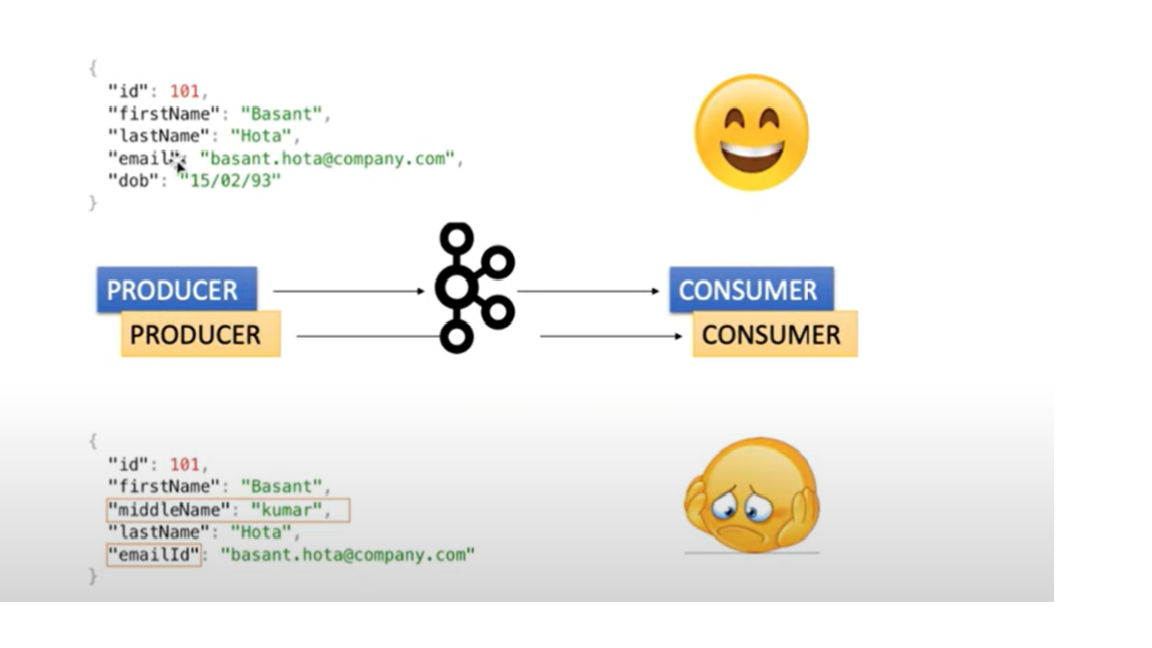 {
"id": 101,
"firstName": "Basant",
"lastName": "Hota",
"email": "basant.hota@company.com",
"dob": "15/02/93"
}
PRODUCER
CONSUMER
PRODUCER
CONSUMER
{
"id": 101,
"firstName": "Basant",
"middleName": "kumar",
"lastName": "Hota",
"emailId": "basant.hota@company.com"
}